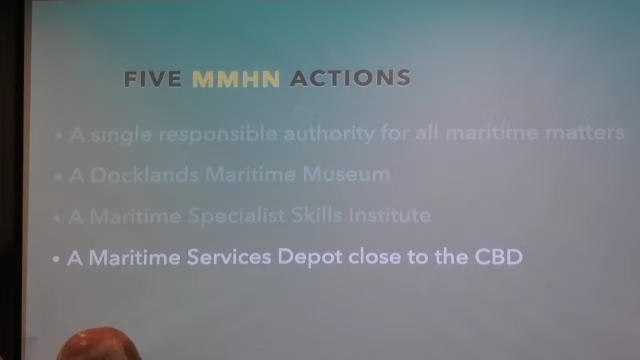 FIVE MMHN ACTIONS
• A single responsible authority for all maritime matters
• A Docklands Maritime Museum
• A Maritime Specialist Skills Institute
• A Maritime Services Depot close to the CBD